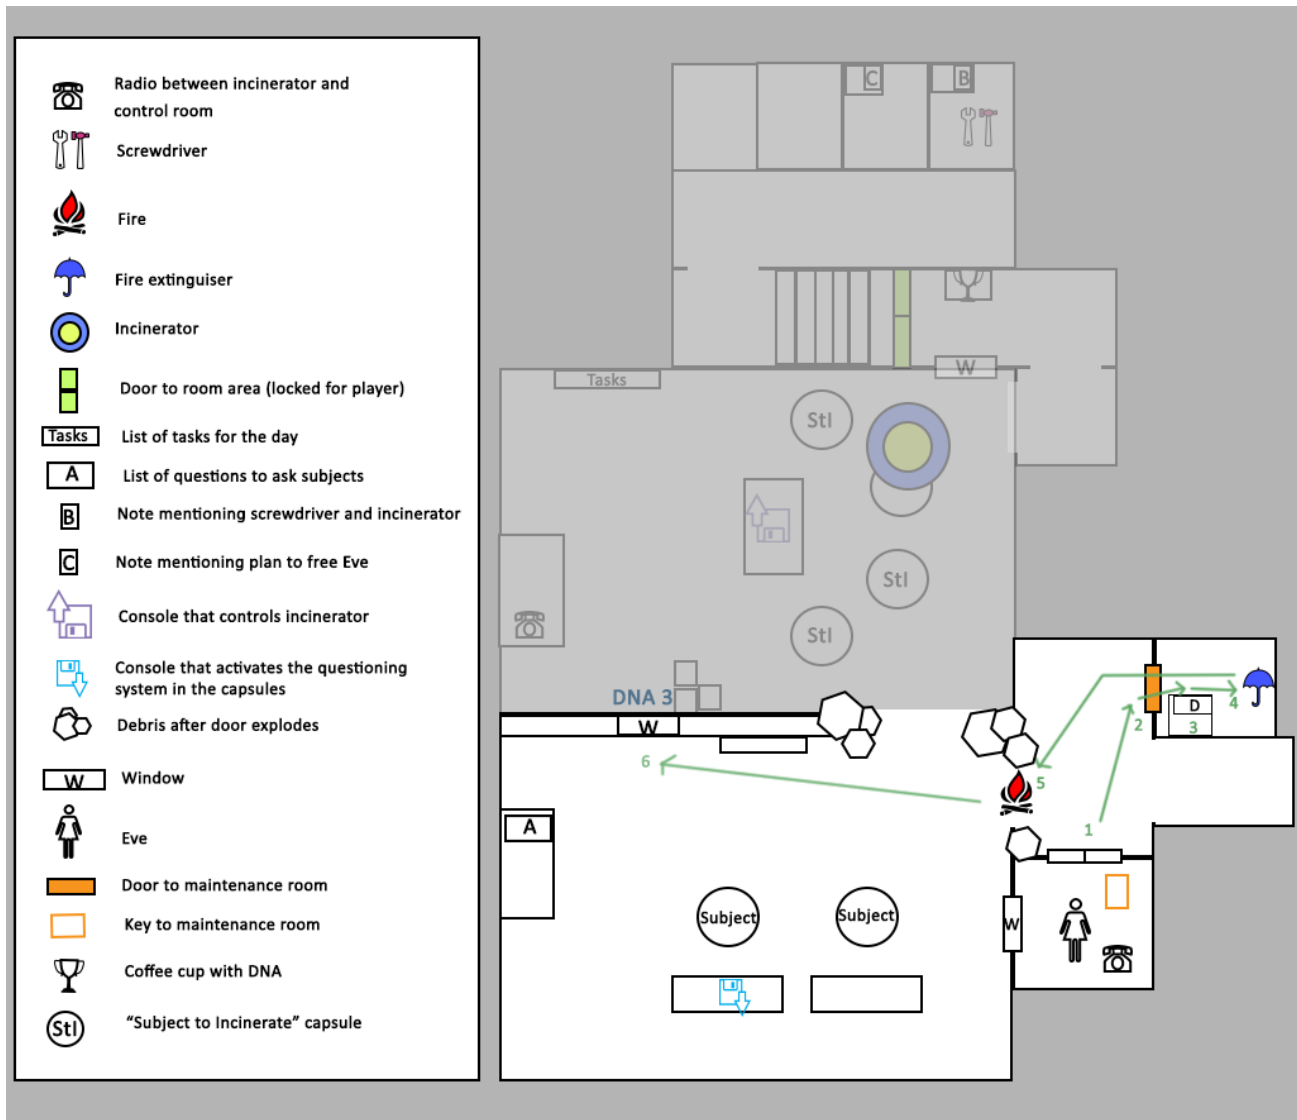 Radio between incinerator and
control room
Screwdriver
Fire
Fire extinguiser
Incinerator
Door to room area (locked for player)
Tasks
List of tasks for the day
A
List of questions to ask subjects
B
Note mentioning screwdriver and incinerator
C
Note mentioning plan to free Eve
Console that controls incinerator
Console that activates the questioning
system in the capsules
Debris after door explodes
W
Window
Eve
Door to maintenance room
Key to maintenance room
Coffee cup with DNA
StI
"Subject to Incinerate" capsule
C
B
W
Tasks
StI
StI
StI
DNA 3
W
D
4
2
3
6
5
1
A
Subject
Subject
W